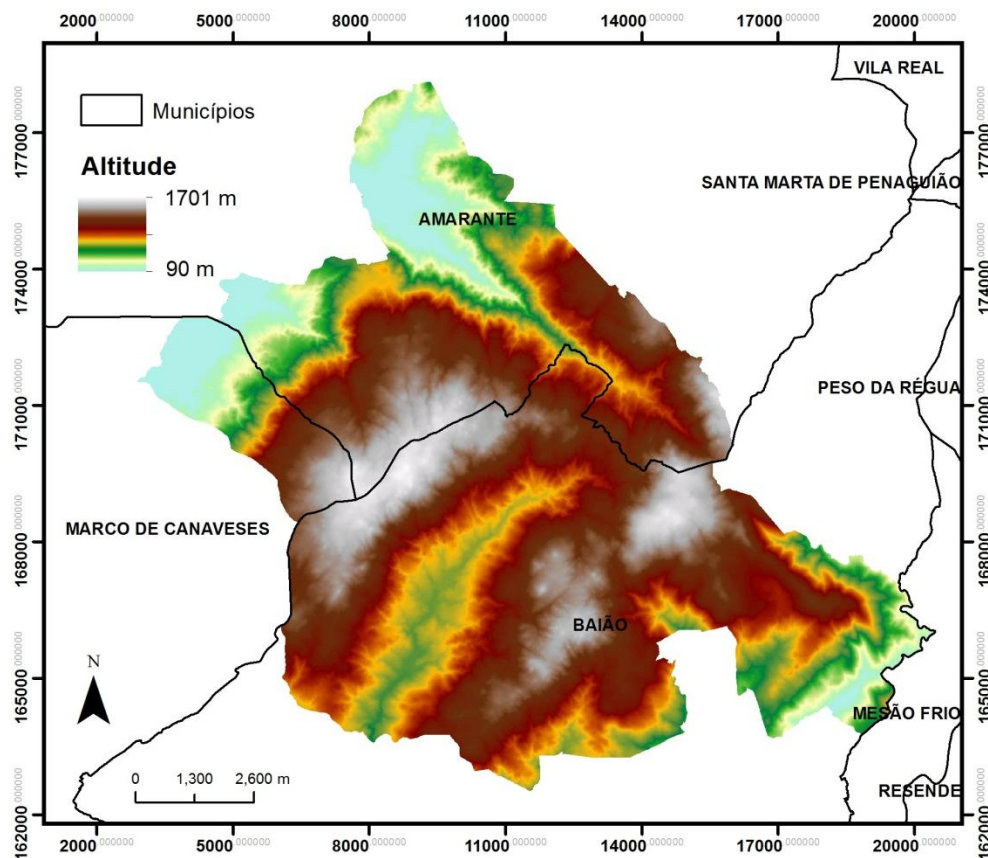 2000,000000 5000,000000 8000,000000 11000,000000 14000,000000 17000,000000 20000,000000
VILA REAL
Municípios
177000,000000 177000,000000
Altitude
1701 m
SANTA MARTA DE PENAGUIÃO
AMARANTE
90 m
174000,000000 174000,000000
PESO DA RÉGUA
171000,000000 171000,000000
MARCO DE CANAVESES
168000,000000 168000,000000
BAIÃO
N
165000,000000 165000,000000
MESÃO FRIO
0 1,300 2,600 m
RESENDE
162000,000000 162000,000000
2000,000000 5000,000000 8000,000000 11000,000000 14000,000000 17000,000000 20000,000000